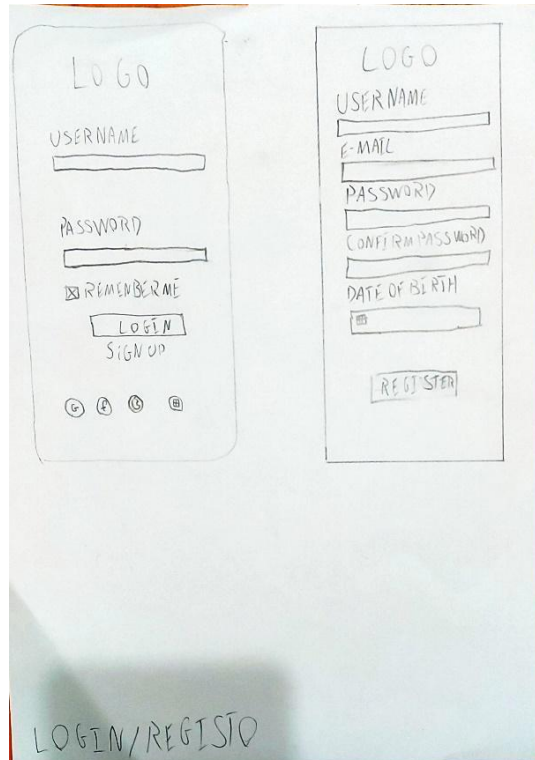 LOGO
USERNAME
PASSWORD
REMENBER ME
LOGIN
SIGN UP
G f
LOGO
USERNAME
E-MAIL
PASSWORD
CONFIRM PASSWORD
DATE OF BIRTH
REGISTER
LOGIN/REGISTO